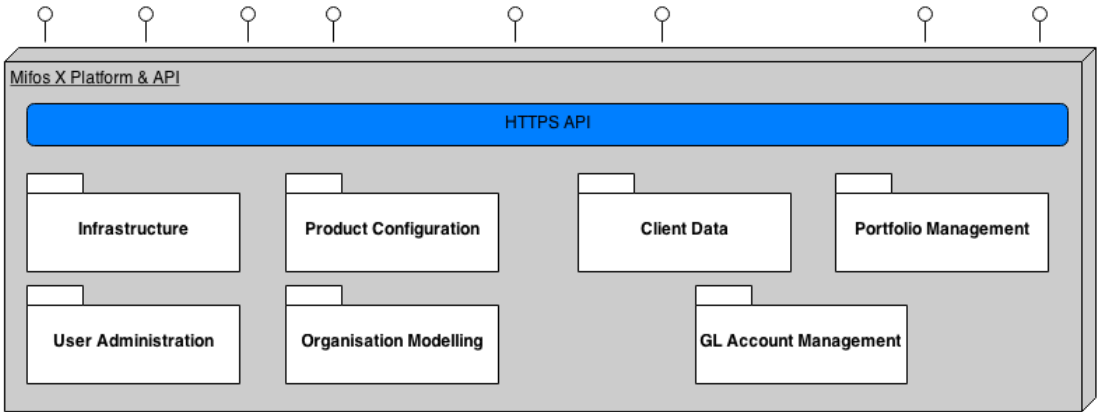 Mifos X Platform & API
HTTPS API
Infrastructure
Product Configuration
Client Data
Portfolio Management
User Administration
Organisation Modelling
GL Account Management